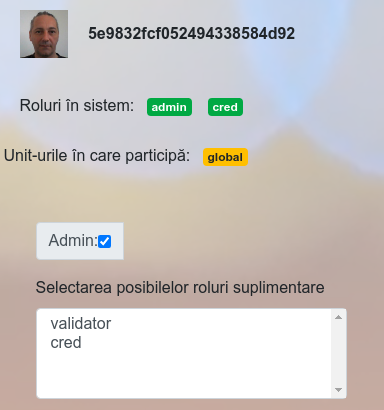 5e9832fcf052494338584d92
Roluri în sistem: admin cred
Unit-urile în care participă: global
Admin:
Selectarea posibilelor roluri suplimentare
validator
cred